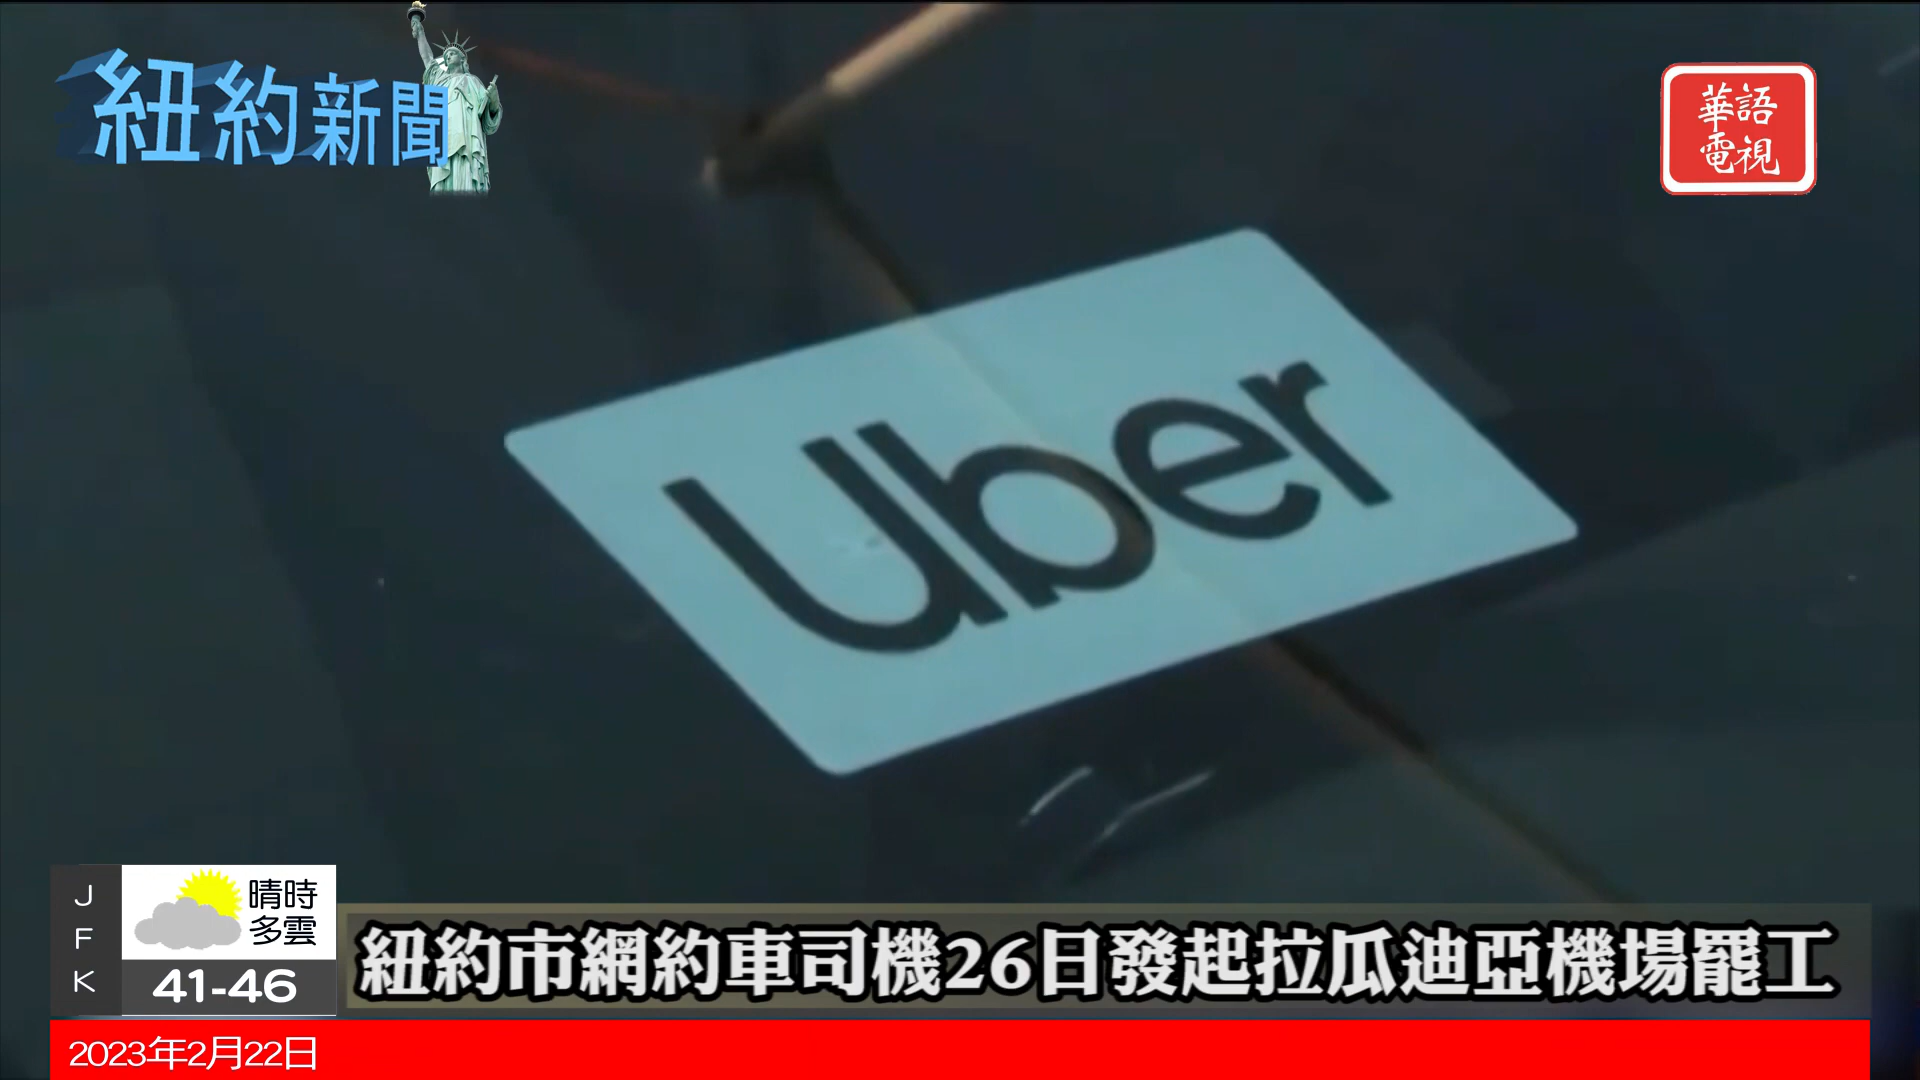 紐約新聞
華語
電視
Uber
JFK
晴時
多雲
41-46
紐約市網約車司機26日發起拉瓜迪亞機場罷工
2023年2月22日